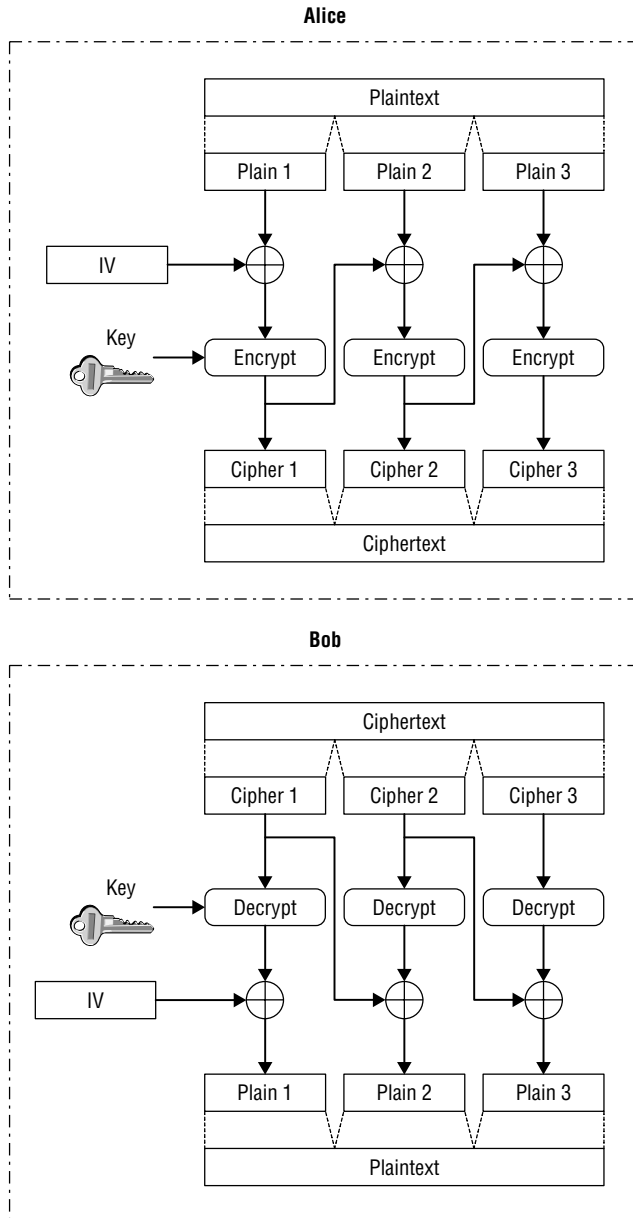 Alice
Plaintext
Plain 1 Plain 2 Plain 3
IV
Key
Encrypt Encrypt Encrypt
Cipher 1 Cipher 2 Cipher 3
Ciphertext
Bob
Ciphertext
Cipher 1 Cipher 2 Cipher 3
Key
Decrypt Decrypt Decrypt
IV
Plain 1 Plain 2 Plain 3
Plaintext